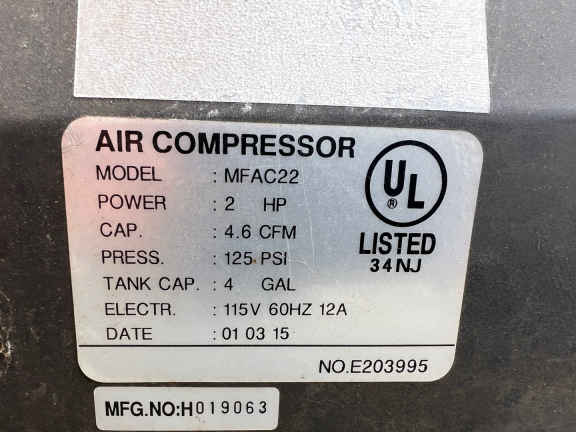 AIR COMPRESSOR
MODEL : MFAC22
POWER : 2 HP
CAP. : 4.6 CFM
PRESS. : 125 PSI
TANK CAP. : 4 GAL
ELECTR. : 115V 60HZ 12A
DATE : 01 03 15
UL
®
LISTED
34NJ
NO.E203995
MFG.NO:H019063